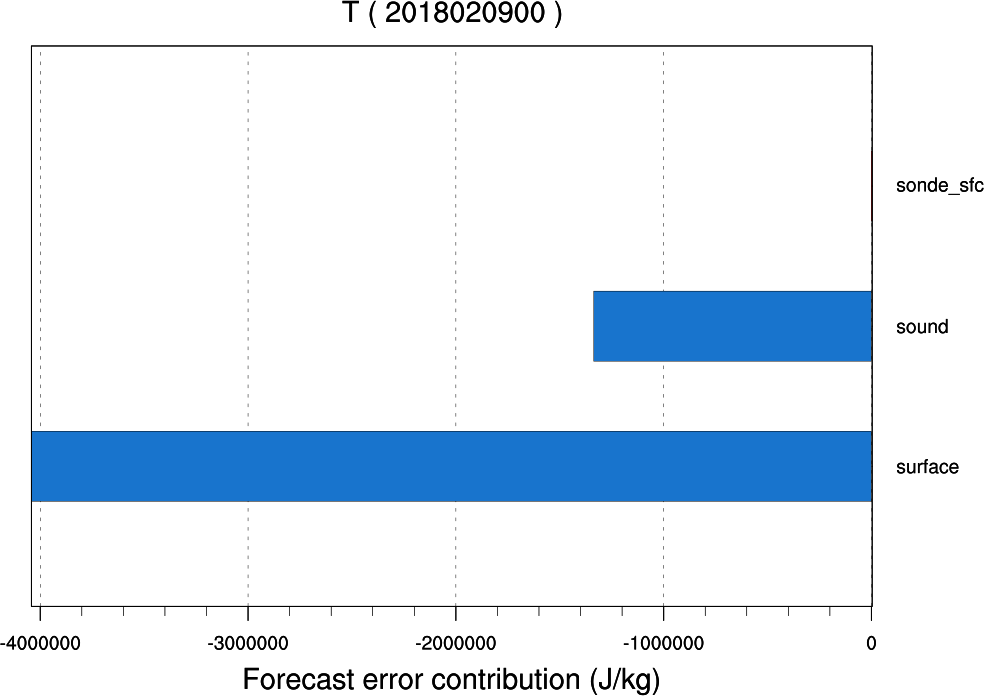 T ( 2018020900 )
sonde_sfc
sound
surface
-4000000 -3000000 -2000000 -1000000 0
Forecast error contribution (J/kg)